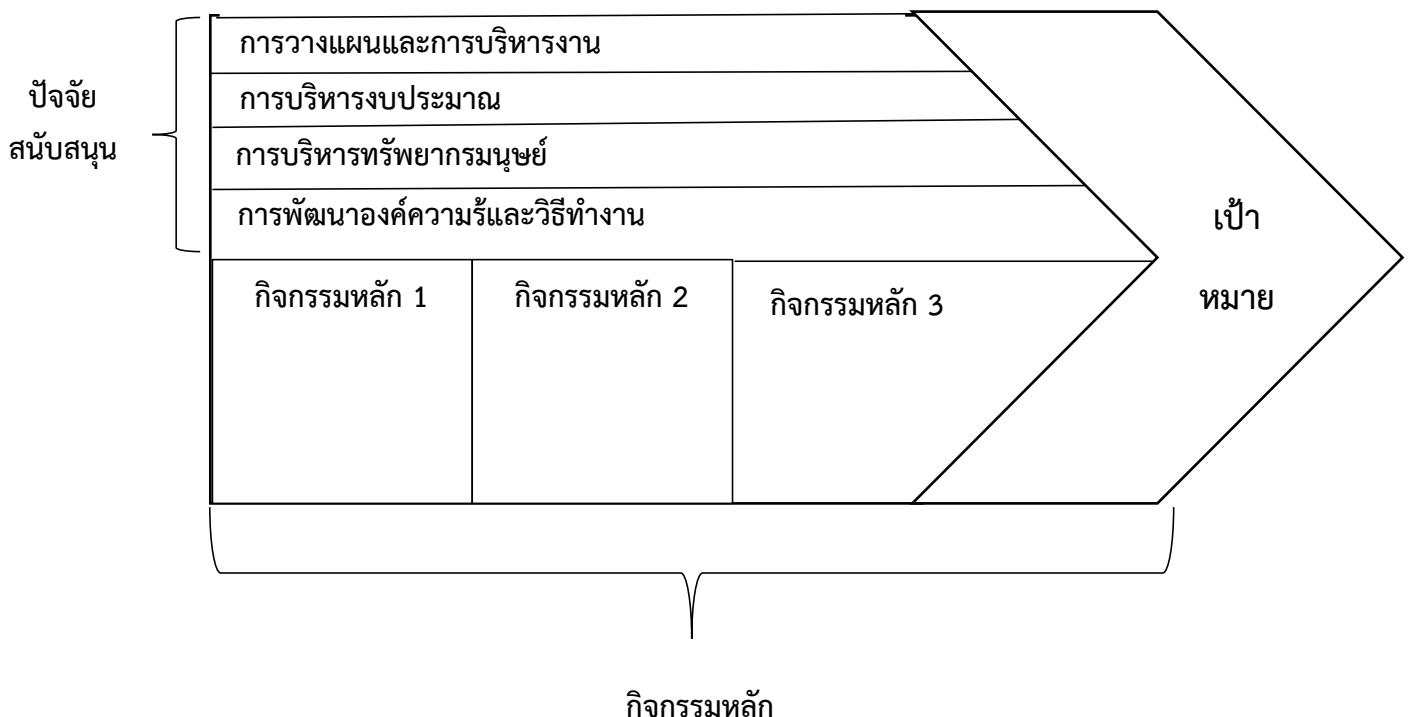 การวางแผนและการบริหารงาน
การบริหารงบประมาณ
ปัจจัย
สนับสนุน
การบริหารทรัพยากรมนุษย์
การพัฒนาองค์ความรู้และวิธีทำงาน
เป้า
หมาย
กิจกรรมหลัก 1
กิจกรรมหลัก 2
กิจกรรมหลัก 3
กิจกรรมหลัก